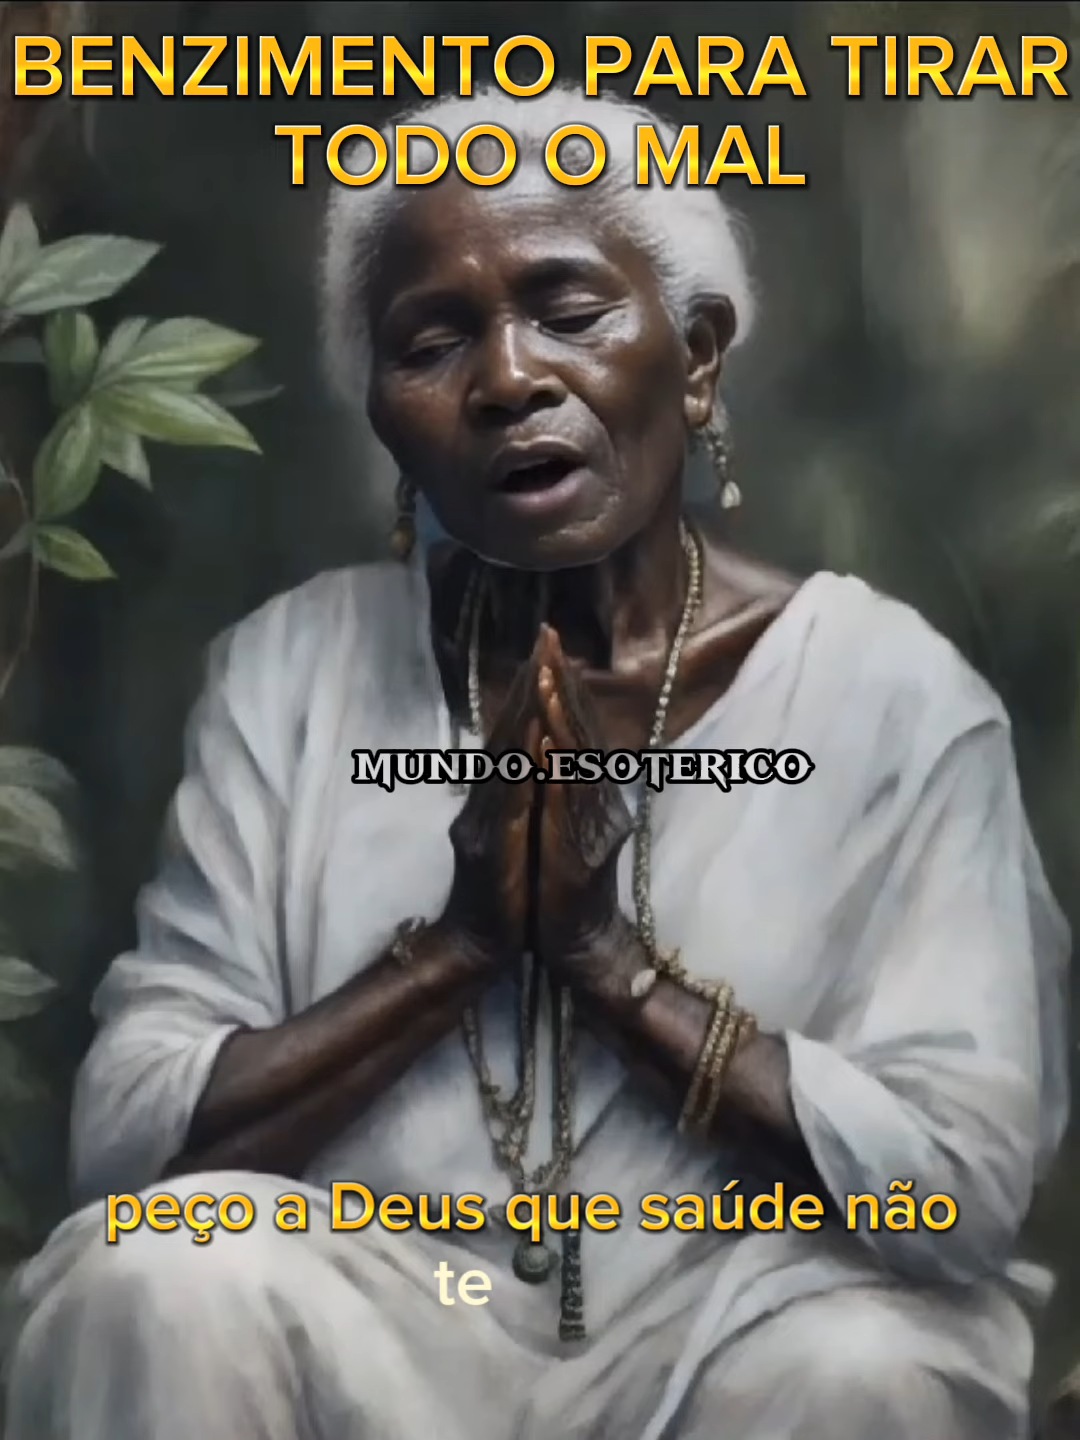 BENZIMENTO PARA TIRAR
TODO O MAL
MUNDO.ESOTERICO
peço a Deus que saúde não
te